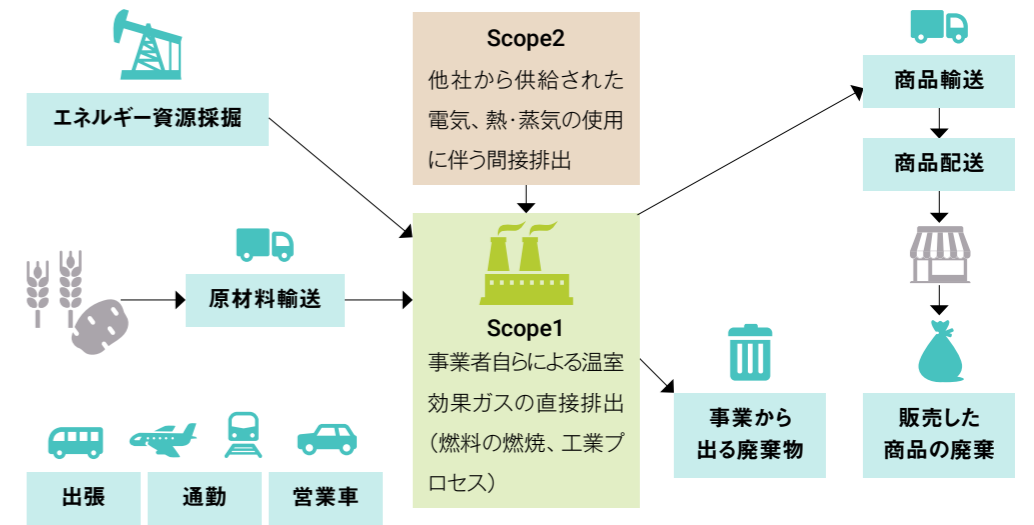 エネルギー資源採掘
Scope2
他社から供給された
電気、熱・蒸気の使用
に伴う間接排出
商品輸送
商品配送
原材料輸送
Scope1
事業者自らによる温室
効果ガスの直接排出
（燃料の燃焼、工業プ
ロセス）
事業から
出る廃棄物
販売した
商品の廃棄
出張
通勤
営業車